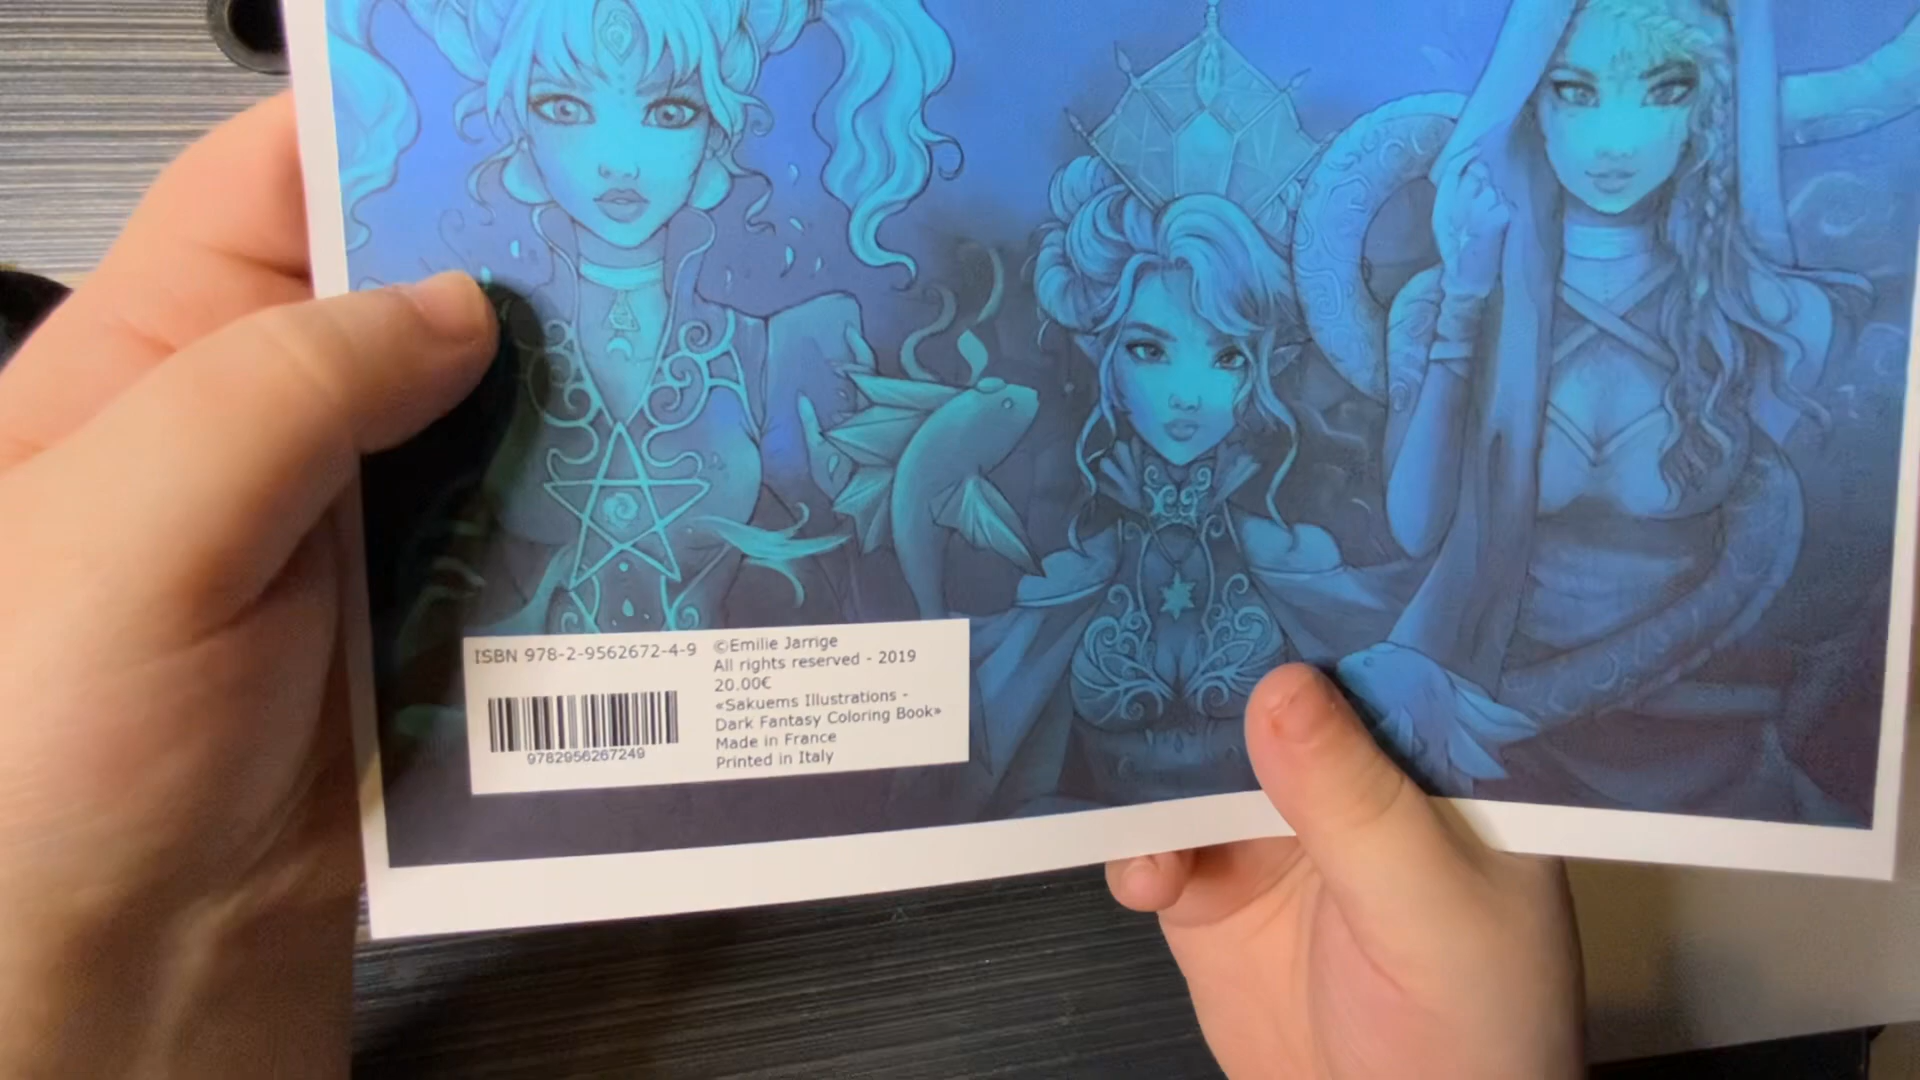 ISBN 978-2-9562672-4-9
9782956267249
©Emilie Jarrige
All rights reserved - 2019
20.00€
«Sakuems Illustrations -
Dark Fantasy Coloring Book»
Made in France
Printed in Italy